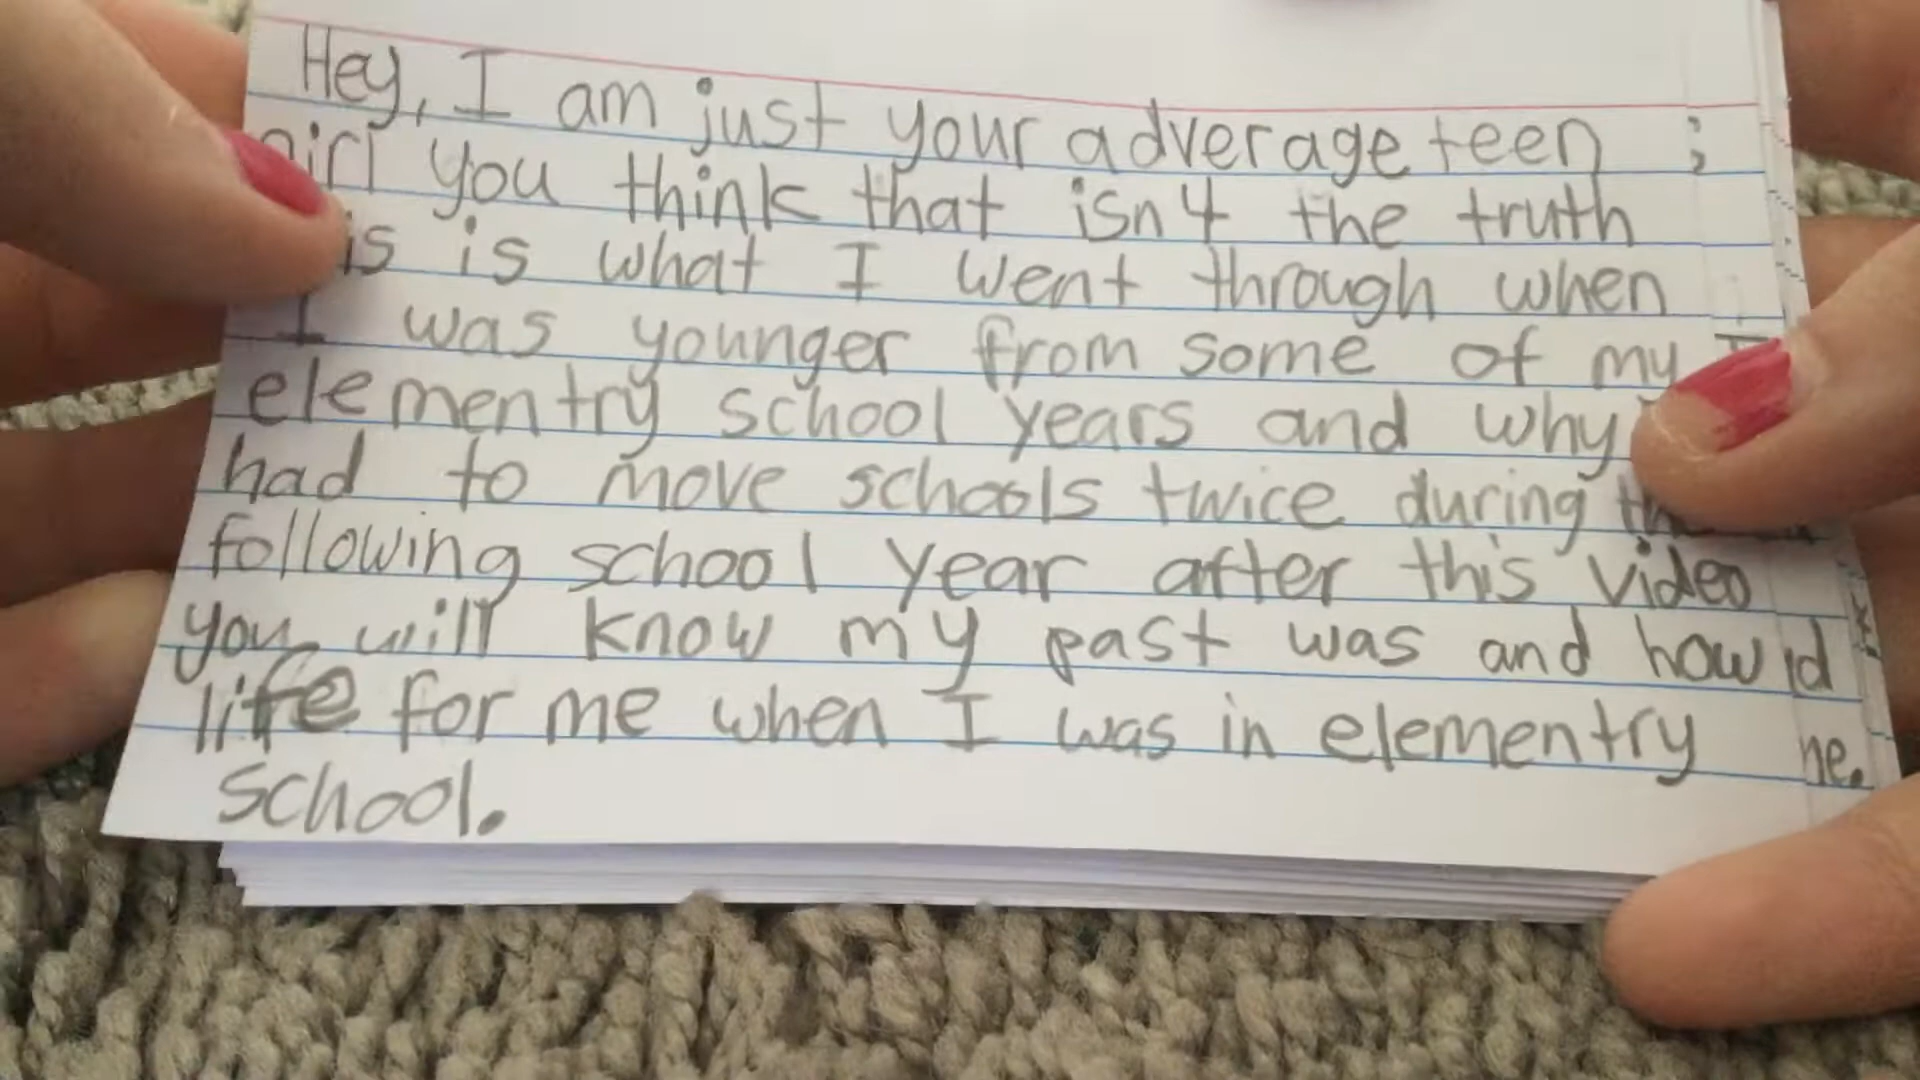 Hey, I am just your adverage teen
girl you think that isn4 the truth
is is what I went through when
I was younger from some of my
elementry school years and why
had to move schools twice during
following school year after this video
you will know my past was and how
life for me when I was in elementry
school.